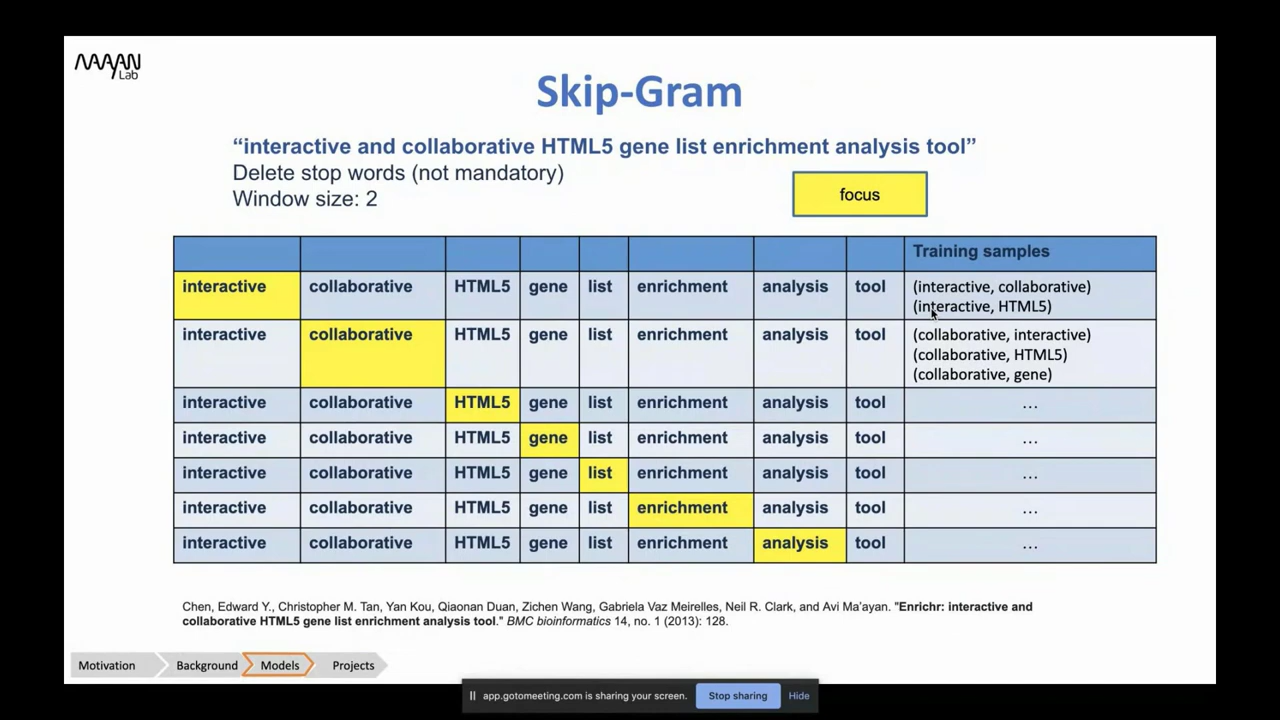 MAAYAN
Lab
Skip-Gram
“interactive and collaborative HTML5 gene list enrichment analysis tool”
Delete stop words (not mandatory)
Window size: 2
focus
Training samples
interactive collaborative HTML5 gene list enrichment analysis tool (interactive, collaborative)
(interactive, HTML5)
interactive collaborative HTML5 gene list enrichment analysis tool (collaborative, interactive)
(collaborative, HTML5)
(collaborative, gene)
interactive collaborative HTML5 gene list enrichment analysis tool ...
interactive collaborative HTML5 gene list enrichment analysis tool ...
interactive collaborative HTML5 gene list enrichment analysis tool ...
interactive collaborative HTML5 gene list enrichment analysis tool ...
interactive collaborative HTML5 gene list enrichment analysis tool ...
Chen, Edward Y., Christopher M. Tan, Yan Kou, Qiaonan Duan, Zichen Wang, Gabriela Vaz Meirelles, Neil R. Clark, and Avi Ma’ayan. "Enrichr: interactive and
collaborative HTML5 gene list enrichment analysis tool." BMC bioinformatics 14, no. 1 (2013): 128.
Motivation Background Models Projects
app.gotomeeting.com is sharing your screen. Stop sharing Hide